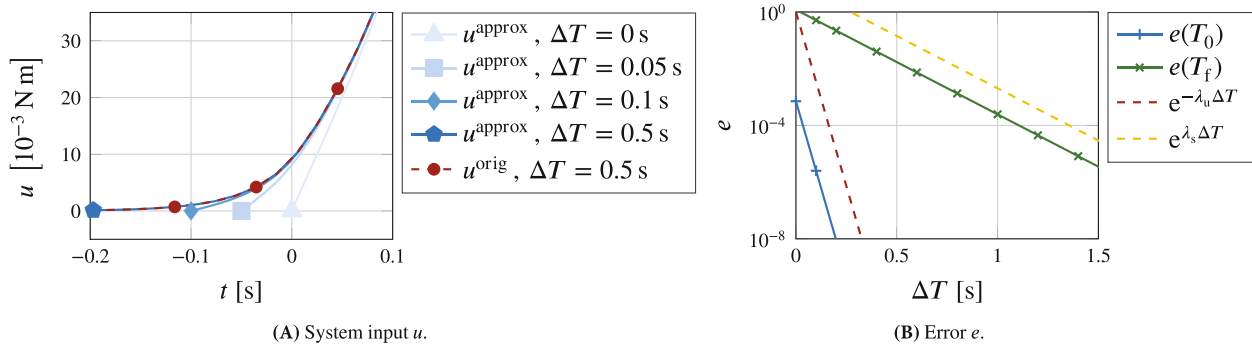 30
20
10
0
u [10⁻³ N m]
−0.2
−0.1
0
0.1
t [s]
u^approx , ΔT = 0 s
u^approx , ΔT = 0.05 s
u^approx , ΔT = 0.1 s
u^approx , ΔT = 0.5 s
u^orig , ΔT = 0.5 s
(A) System input u.
10⁰
10⁻⁴
10⁻⁸
e
0
0.5
1.0
1.5
ΔT [s]
e(T₀)
e(T_f)
e^{−λ_u ΔT}
e^{λ_s ΔT}
(B) Error e.